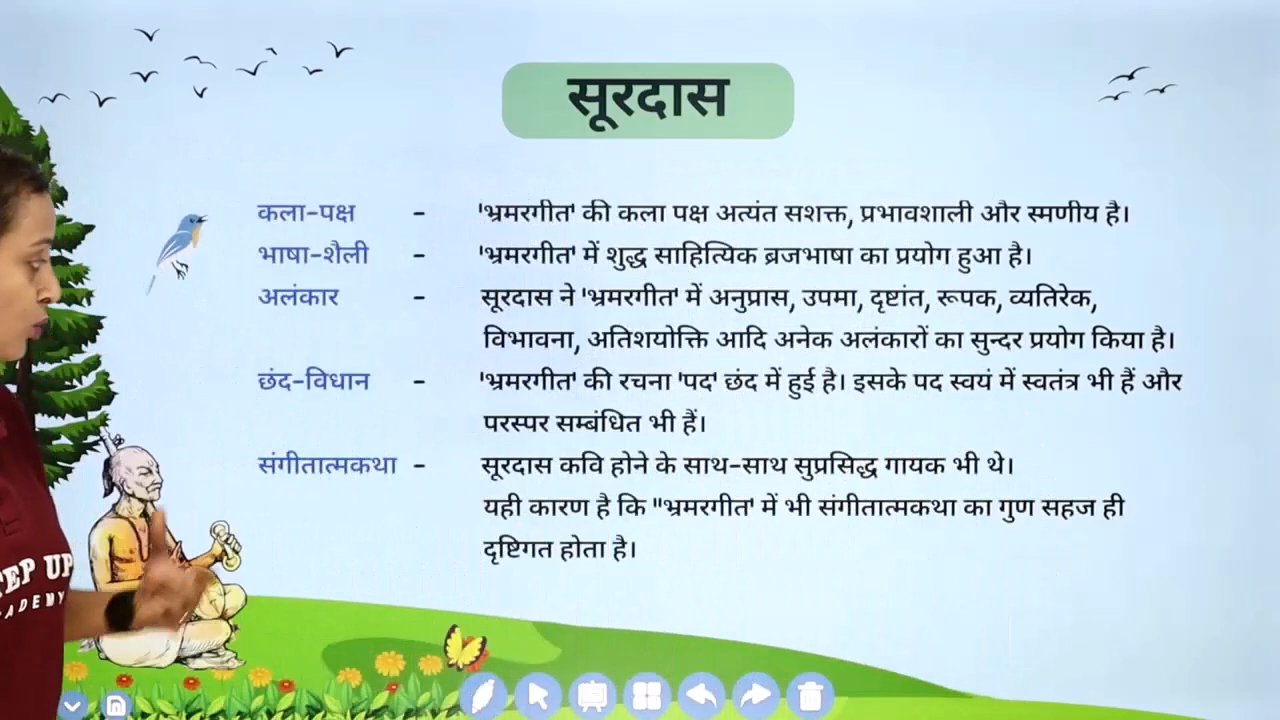 सूरदास
कला-पक्ष - 'भ्रमरगीत' की कला पक्ष अत्यंत सशक्त, प्रभावशाली और स्मणीय है।
भाषा-शैली - 'भ्रमरगीत' में शुद्ध साहित्यिक ब्रजभाषा का प्रयोग हुआ है।
अलंकार - सूरदास ने 'भ्रमरगीत' में अनुप्रास, उपमा, दृष्टांत, रूपक, व्यतिरेक,
विभावना, अतिशयोक्ति आदि अनेक अलंकारों का सुन्दर प्रयोग किया है।
छंद-विधान - 'भ्रमरगीत' की रचना 'पद' छंद में हुई है। इसके पद स्वयं में स्वतंत्र भी हैं और
परस्पर सम्बंधित भी हैं।
संगीतात्मकथा - सूरदास कवि होने के साथ-साथ सुप्रसिद्ध गायक भी थे।
यही कारण है कि "भ्रमरगीत' में भी संगीतात्मकथा का गुण सहज ही
दृष्टिगत होता है।
TEP UP
ADEMY